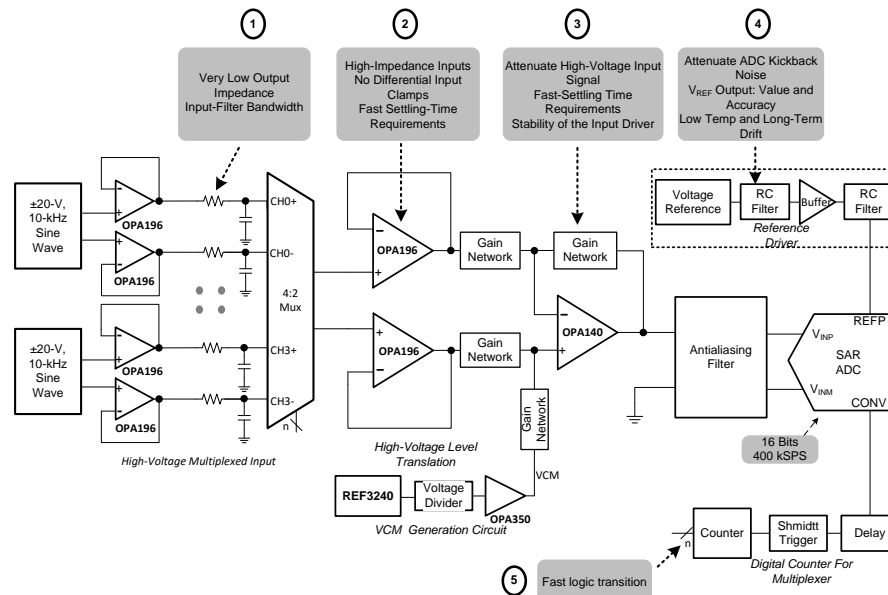 1
2
3
4
Very Low Output
Impedance
Input-Filter Bandwidth
High-Impedance Inputs
No Differential Input
Clamps
Fast Settling-Time
Requirements
Attenuate High-Voltage Input
Signal
Fast-Settling Time
Requirements
Stability of the Input Driver
Attenuate ADC Kickback
Noise
VREF Output: Value and
Accuracy
Low Temp and Long-Term
Drift
±20-V,
10-kHz
Sine
Wave
OPA196
OPA196
CH0+
CH0-
4:2
Mux
±20-V,
10-kHz
Sine
Wave
OPA196
OPA196
CH3+
CH3-
n
High-Voltage Multiplexed Input
OPA196
OPA196
Gain
Network
Gain
Network
Gain
Network
Gain
Network
OPA140
High-Voltage Level
Translation
VCM
REF3240
Voltage
Divider
OPA350
VCM Generation Circuit
Voltage
Reference
RC
Filter
Buffer
RC
Filter
Reference
Driver
Antialiasing
Filter
REFP
VINP
SAR
ADC
VINM
CONV
16 Bits
400 kSPS
n
Counter
Shmidtt
Trigger
Delay
Digital Counter For
Multiplexer
5
Fast logic transition